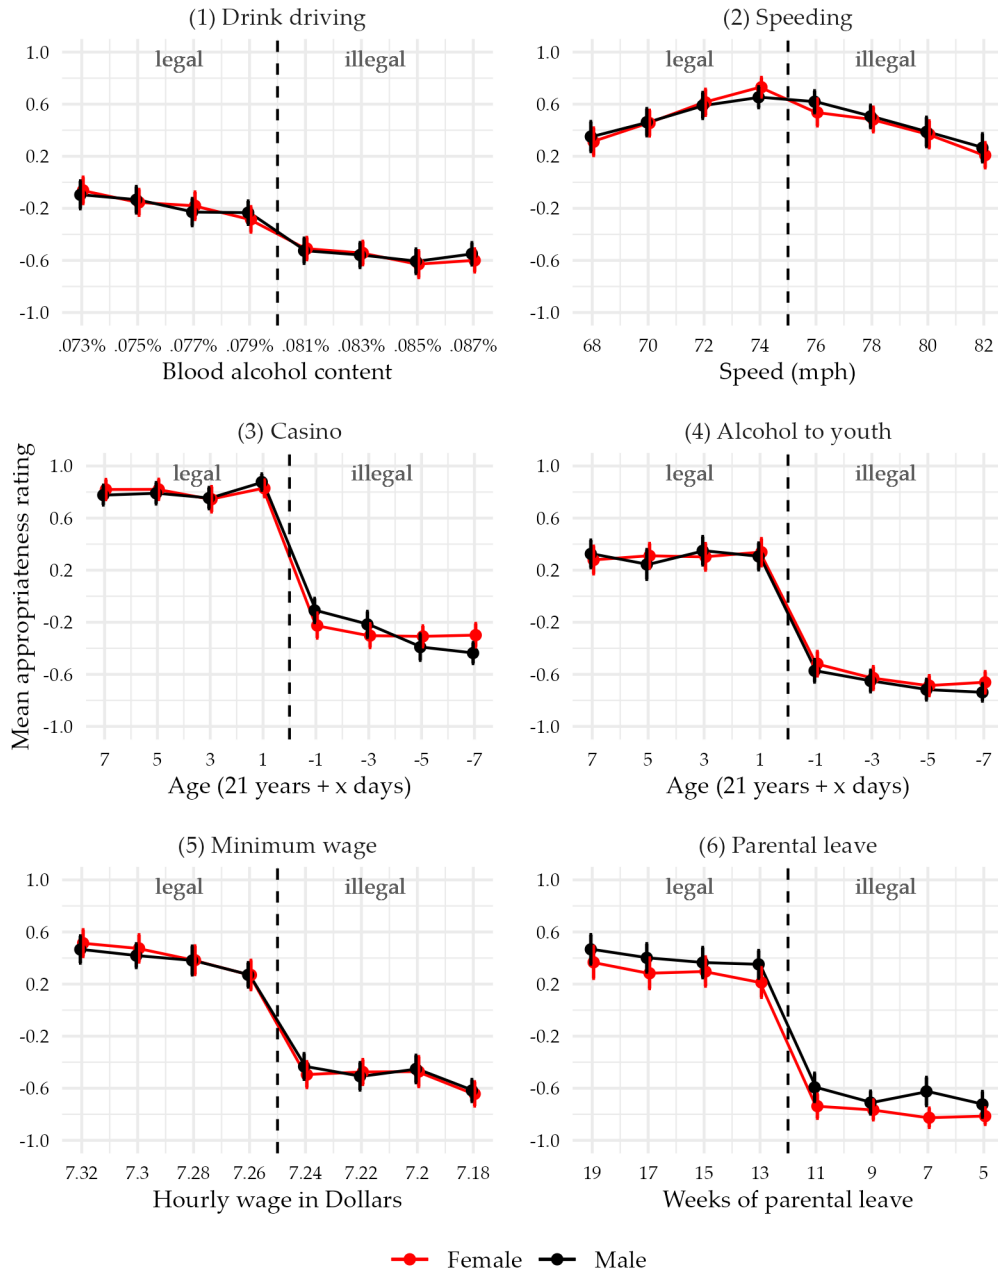 (1) Drink driving
1.0
0.6
0.2
-0.2
-0.6
-1.0
legal
illegal
.073% .075% .077% .079% .081% .083% .085% .087%
Blood alcohol content
(2) Speeding
1.0
0.6
0.2
-0.2
-0.6
-1.0
legal
illegal
68 70 72 74 76 78 80 82
Speed (mph)
Mean appropriateness rating
(3) Casino
1.0
0.6
0.2
-0.2
-0.6
-1.0
legal
illegal
7 5 3 1 -1 -3 -5 -7
Age (21 years + x days)
(4) Alcohol to youth
1.0
0.6
0.2
-0.2
-0.6
-1.0
legal
illegal
7 5 3 1 -1 -3 -5 -7
Age (21 years + x days)
(5) Minimum wage
1.0
0.6
0.2
-0.2
-0.6
-1.0
legal
illegal
7.32 7.3 7.28 7.26 7.24 7.22 7.2 7.18
Hourly wage in Dollars
(6) Parental leave
1.0
0.6
0.2
-0.2
-0.6
-1.0
legal
illegal
19 17 15 13 11 9 7 5
Weeks of parental leave
Female Male